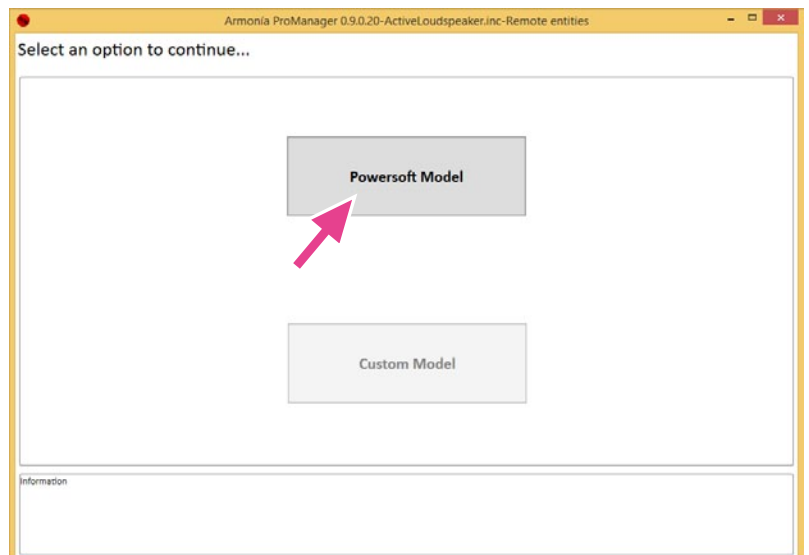 Armonía ProManager 0.9.0.20-ActiveLoudspeaker.inc-Remote entities
Select an option to continue...
Powersoft Model
Custom Model
Information